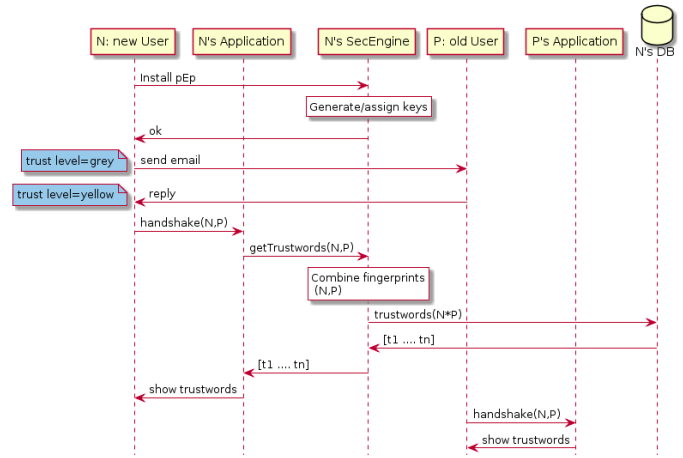 N: new User
N's Application
N's SecEngine
P: old User
P's Application
N's DB
Install pEp
Generate/assign keys
ok
trust level=grey
send email
trust level=yellow
reply
handshake(N,P)
getTrustwords(N,P)
Combine fingerprints
(N,P)
trustwords(N*P)
[t1 .... tn]
[t1 .... tn]
show trustwords
handshake(N,P)
show trustwords